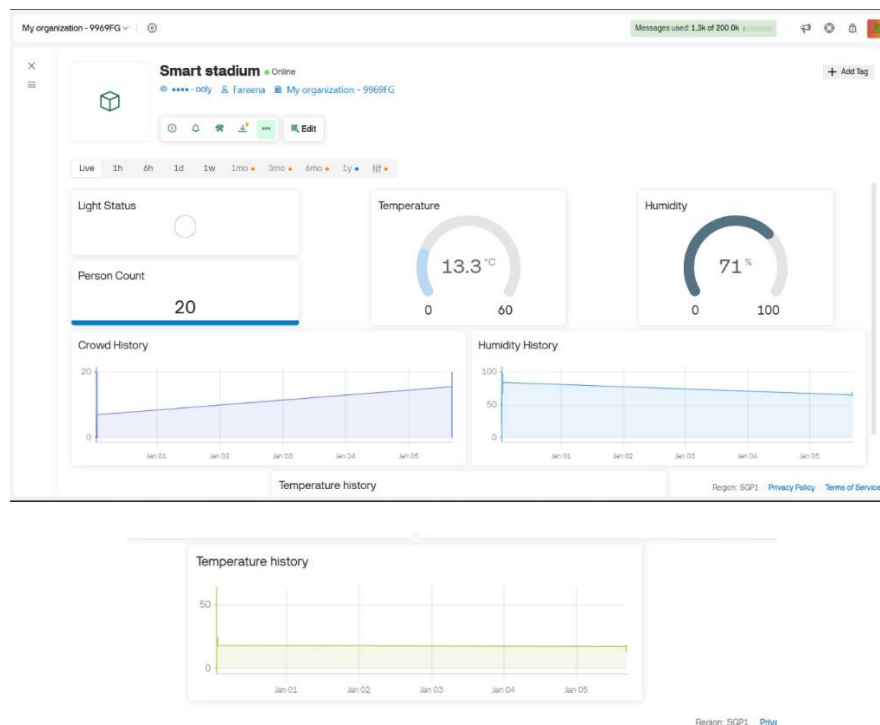 My organization - 9969FG
Messages used: 1.3k of 200.0k
Smart stadium Online
ooly Fareena My organization - 9969FG
Add Tag
Edit
Live 1h 6h 1d 1w 1mo 3mo 6mo 1y
Light Status
Temperature
Humidity
13.3 °C
71 %
0 60
0 100
Person Count
20
Crowd History
Humidity History
20
0
Jan 01 Jan 02 Jan 03 Jan 04 Jan 05
100
50
0
Jan 01 Jan 02 Jan 03 Jan 04 Jan 05
Temperature history
Region: SGP1 Privacy Policy Terms of Service
Temperature history
50
0
Jan 01 Jan 02 Jan 03 Jan 04 Jan 05
Region: SGP1 Priva